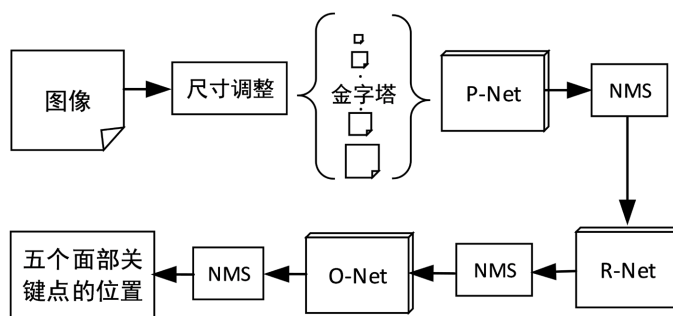 图像
尺寸调整
金字塔
P-Net
NMS
R-Net
NMS
O-Net
NMS
五个面部关
键点的位置